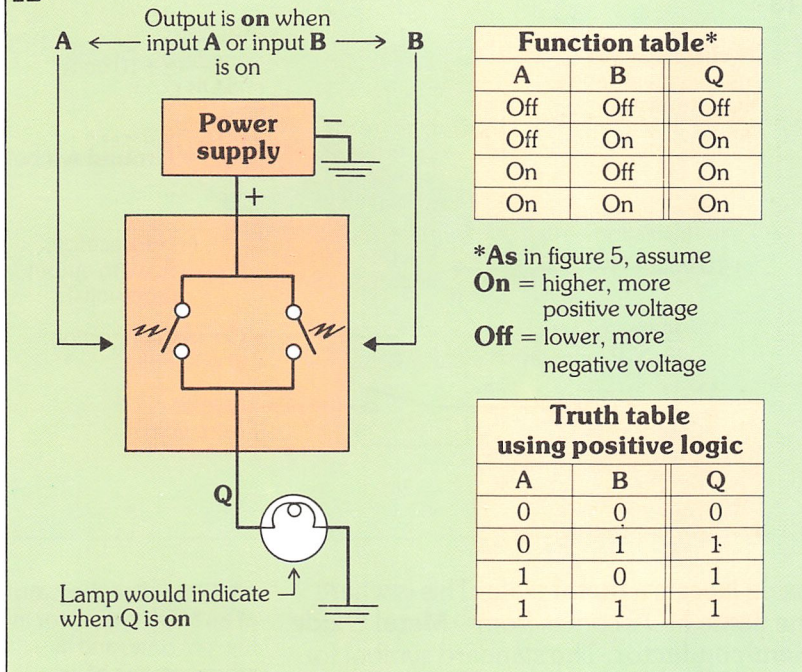 Output is on when
A ← input A or input B → B
is on
Power
supply
−
+
Q
Lamp would indicate
when Q is on
Function table*
A B Q
Off Off Off
Off On On
On Off On
On On On
*As in figure 5, assume
On = higher, more
positive voltage
Off = lower, more
negative voltage
Truth table
using positive logic
A B Q
0 0 0
0 1 1
1 0 1
1 1 1